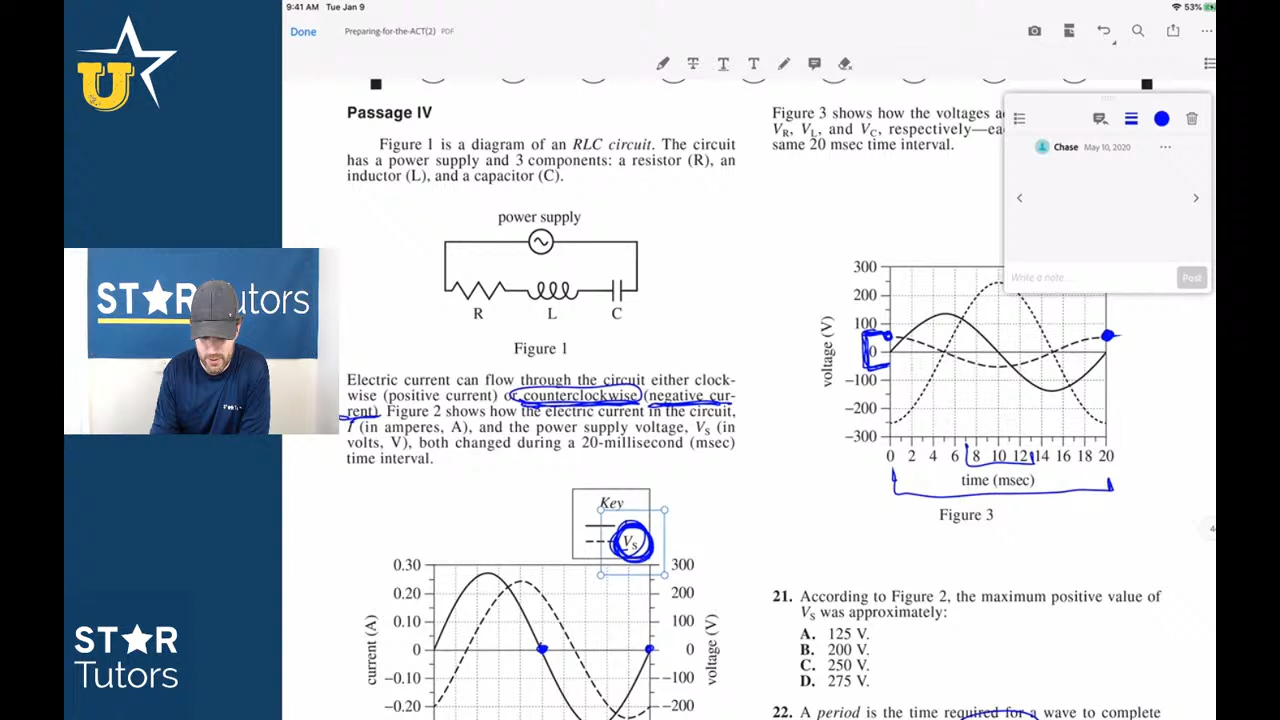 9:41 AM Tue Jan 9
53%
Done
Preparing-for-the-ACT(2) PDF
U
Passage IV
Figure 1 is a diagram of an RLC circuit. The circuit
has a power supply and 3 components: a resistor (R), an
inductor (L), and a capacitor (C).
power supply
R L C
Figure 1
Electric current can flow through the circuit either clock-
wise (positive current) or counterclockwise (negative cur-
rent). Figure 2 shows how the electric current in the circuit,
I (in amperes, A), and the power supply voltage, VS (in
volts, V), both changed during a 20-millisecond (msec)
time interval.
Key
VS
0.30
0.20
0.10
0
−0.10
−0.20
current (A)
300
200
100
0
−100
−200
voltage (V)
Figure 3 shows how the voltages
VR, VL, and VC, respectively—
same 20 msec time interval.
Chase May 10, 2020
Write a note...
Post
300
200
100
0
−100
−200
−300
voltage (V)
0 2 4 6 8 10 12 14 16 18 20
time (msec)
Figure 3
21. According to Figure 2, the maximum positive value of
VS was approximately:
A. 125 V.
B. 200 V.
C. 250 V.
D. 275 V.
22. A period is the time required for a wave to complete
STAR
Tutors